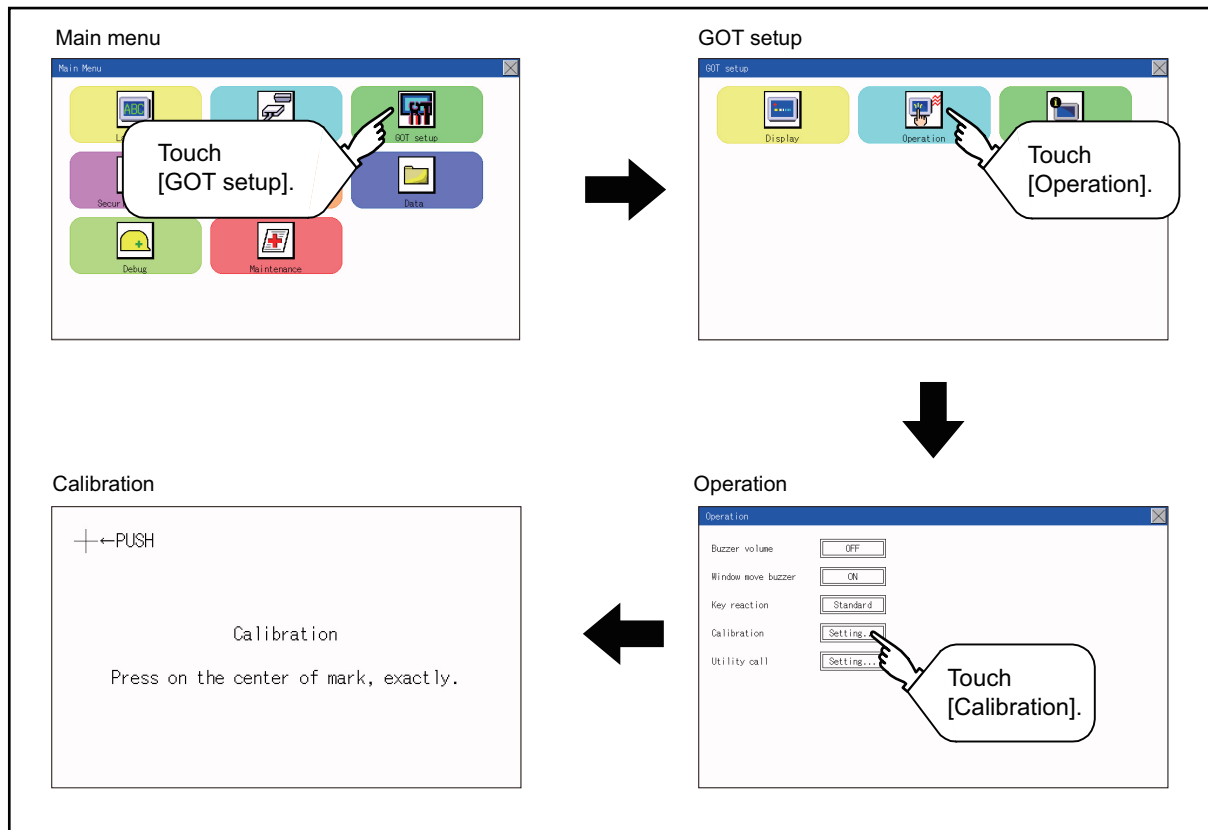 Main menu
Main Menu
ABC
GOT setup
Touch
[GOT setup].
Data
Debug
Maintenance
GOT setup
GOT setup
Display
Operation
Touch
[Operation].
Calibration
←PUSH
Calibration
Press on the center of mark, exactly.
Operation
Operation
Buzzer volume OFF
Window move buzzer ON
Key reaction Standard
Calibration Setting...
Utility call Setting...
Touch
[Calibration].